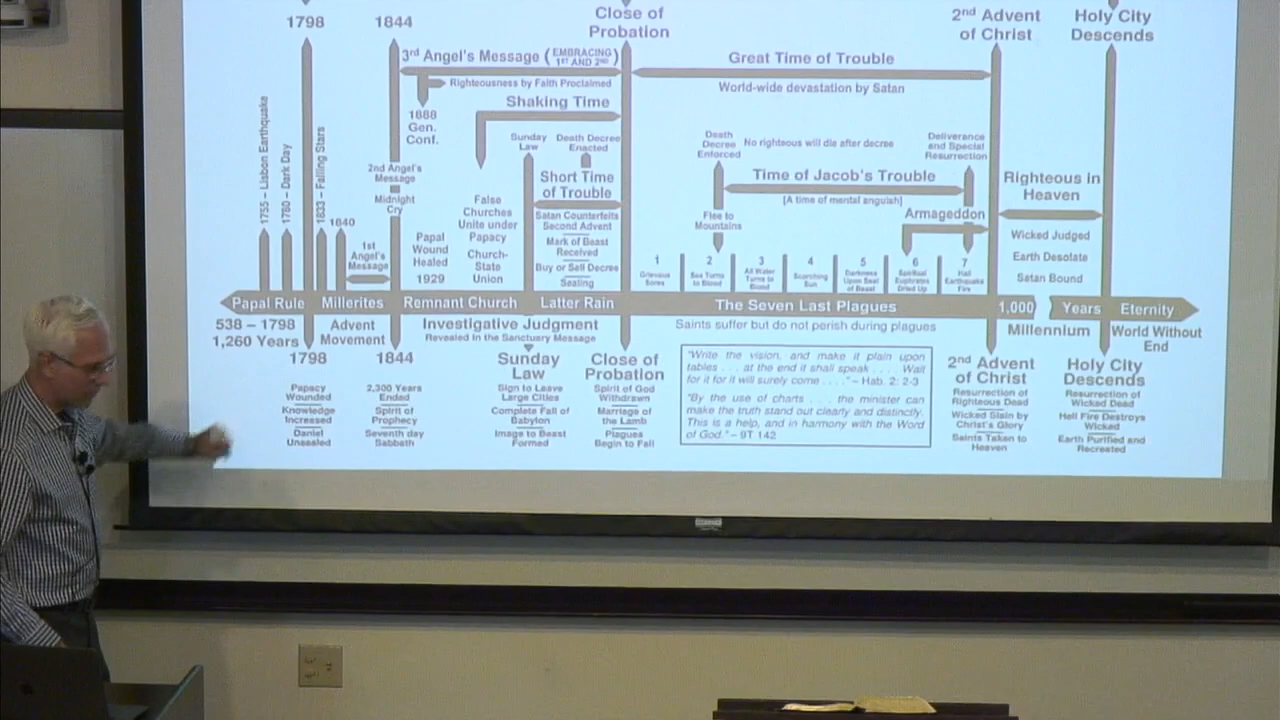 1798
1844
Close of
Probation
2nd Advent
of Christ
Holy City
Descends
3rd Angel's Message ( EMBRACING
1ST AND 2ND )
Great Time of Trouble
Righteousness by Faith Proclaimed
World-wide devastation by Satan
Shaking Time
1888
Gen.
Conf.
1755 – Lisbon Earthquake
1780 – Dark Day
1833 – Falling Stars
1840
1st
Angel's
Message
2nd Angel's
Message
Midnight
Cry
Papal
Wound
Healed
1929
False
Churches
Unite under
Papacy
Church-
State
Union
Sunday
Law
Death Decree
Enacted
Short Time
of Trouble
Satan Counterfeits
Second Advent
Mark of Beast
Received
Buy or Sell Decree
Sealing
Death
Decree
Enforced
No righteous will die after decree
Deliverance
and Special
Resurrection
Time of Jacob's Trouble
[A time of mental anguish]
Flee to
Mountains
Armageddon
Righteous in
Heaven
Wicked Judged
Earth Desolate
Satan Bound
1
Grievous
Sores
2
Sea Turns
to Blood
3
All Water
Turns to
Blood
4
Scorching
Sun
5
Darkness
Upon Seat
of Beast
6
Spiritual
Euphrates
Dried Up
7
Hail
Earthquake
Fire
Papal Rule
Millerites
Remnant Church
Latter Rain
The Seven Last Plagues
1,000
Years
Eternity
538 – 1798
1,260 Years
Advent
Movement
Investigative Judgment
Revealed in the Sanctuary Message
Saints suffer but do not perish during plagues
Millennium
World Without
End
1798
Papacy
Wounded
Knowledge
Increased
Daniel
Unsealed
1844
2,300 Years
Ended
Spirit of
Prophecy
Seventh day
Sabbath
Sunday
Law
Sign to Leave
Large Cities
Complete Fall of
Babylon
Image to Beast
Formed
Close of
Probation
Spirit of God
Withdrawn
Marriage of
the Lamb
Plagues
Begin to Fall
"Write the vision, and make it plain upon
tables . . . at the end it shall speak . . . . Wait
for it for it will surely come . . . ." – Hab. 2: 2-3
"By the use of charts . . . the minister can
make the truth stand out clearly and distinctly.
This is a help, and in harmony with the Word
of God." – 9T 142
2nd Advent
of Christ
Resurrection of
Righteous Dead
Wicked Slain by
Christ's Glory
Saints Taken to
Heaven
Holy City
Descends
Resurrection of
Wicked Dead
Hell Fire Destroys
Wicked
Earth Purified and
Recreated